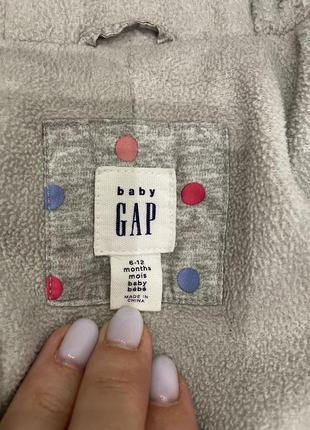 baby
GAP
6-12
months
mois
baby
bébé
MADE IN
CHINA